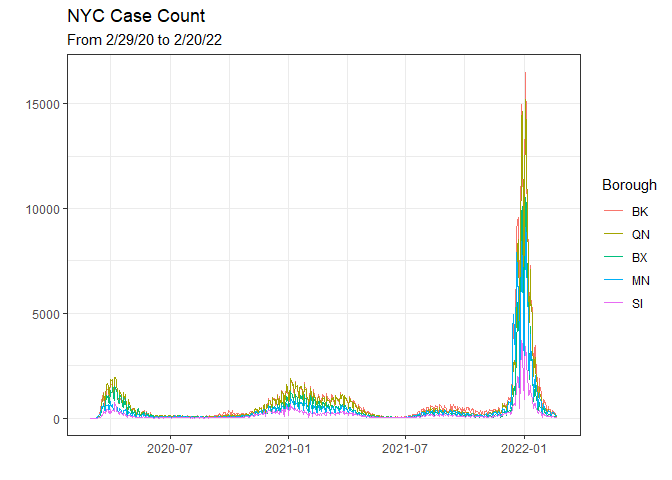 NYC Case Count
From 2/29/20 to 2/20/22
15000
10000
5000
0
2020-07
2021-01
2021-07
2022-01
Borough
BK
QN
BX
MN
SI